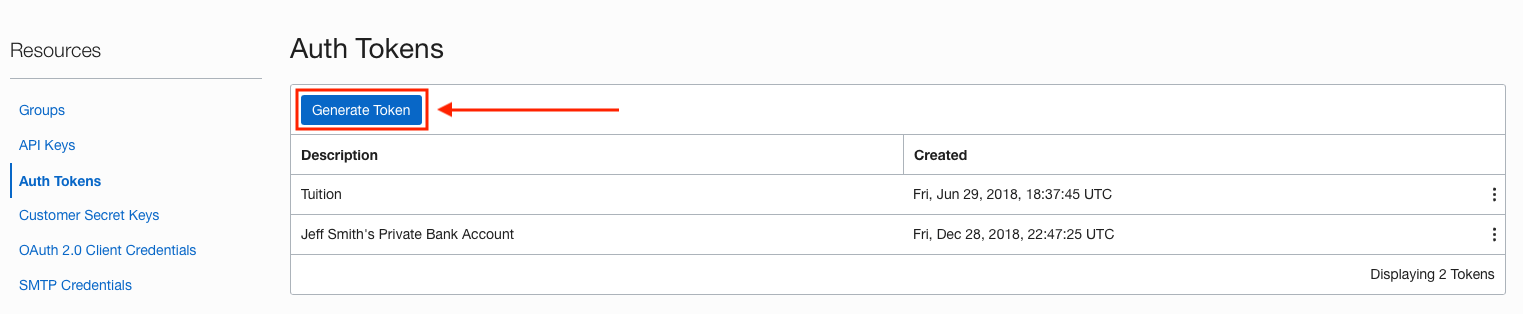 Resources
Groups
API Keys
Auth Tokens
Customer Secret Keys
OAuth 2.0 Client Credentials
SMTP Credentials
Auth Tokens
Generate Token
Description Created
Tuition Fri, Jun 29, 2018, 18:37:45 UTC
Jeff Smith's Private Bank Account Fri, Dec 28, 2018, 22:47:25 UTC
Displaying 2 Tokens